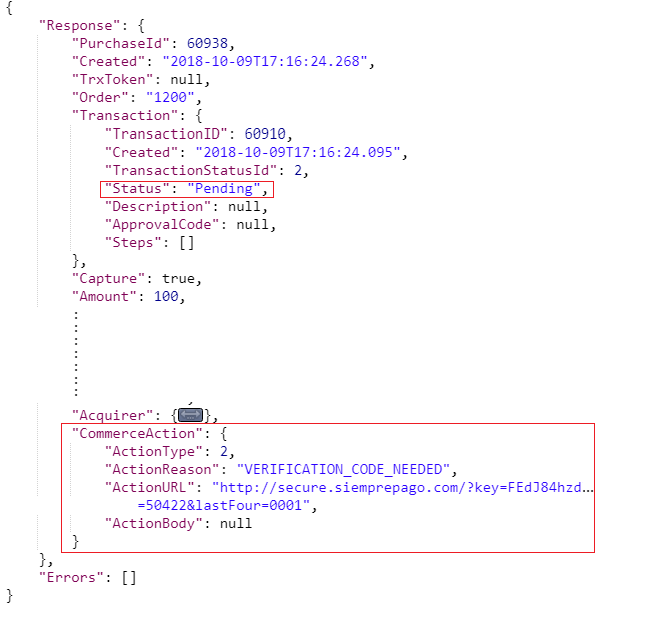 {
"Response": {
"PurchaseId": 60938,
"Created": "2018-10-09T17:16:24.268",
"TrxToken": null,
"Order": "1200",
"Transaction": {
"TransactionID": 60910,
"Created": "2018-10-09T17:16:24.095",
"TransactionStatusId": 2,
"Status": "Pending",
"Description": null,
"ApprovalCode": null,
"Steps": []
},
"Capture": true,
"Amount": 100,
:
:
:
:
:
:
"Acquirer": {↔},
"CommerceAction": {
"ActionType": 2,
"ActionReason": "VERIFICATION_CODE_NEEDED",
"ActionURL": "http://secure.siemprepago.com/?key=FEdJ84hzd...
=50422&lastFour=0001",
"ActionBody": null
}
},
"Errors": []
}